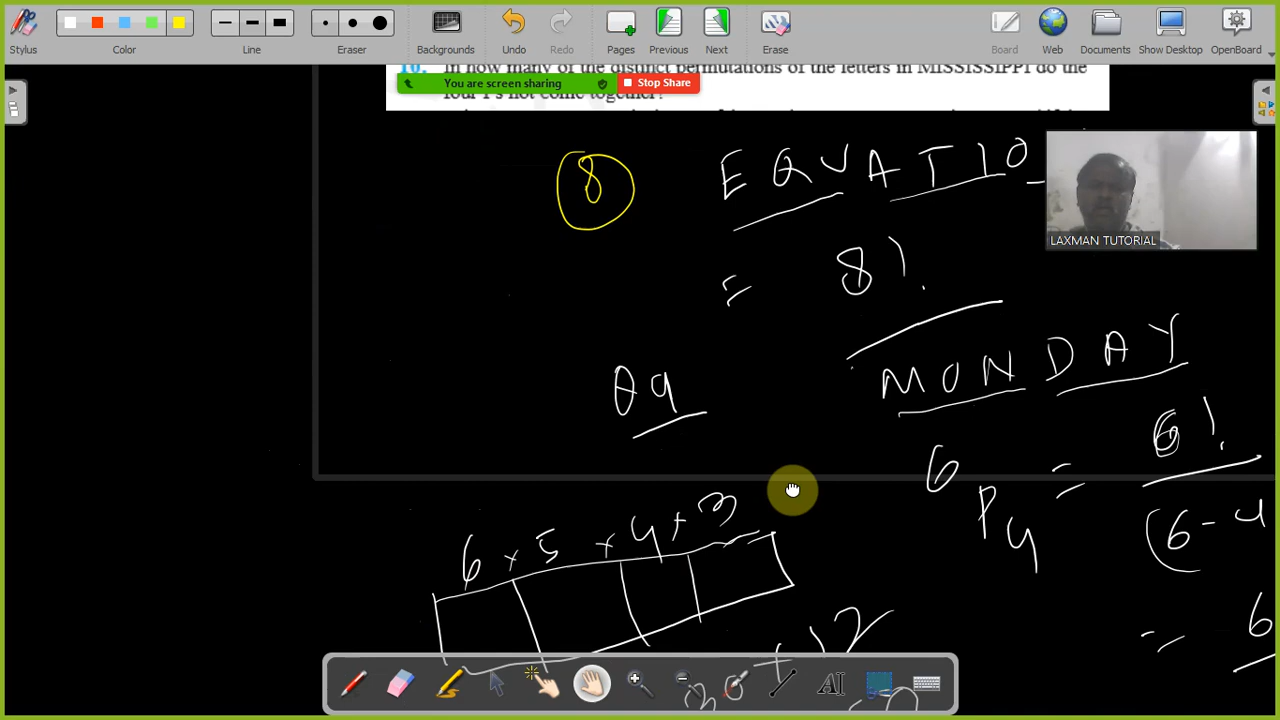 Stylus Color Line Eraser Backgrounds Undo Redo Pages Previous Next Erase Board Web Documents Show Desktop OpenBoard
In how many of the distinct permutations of the letters in MISSISSIPPI do the
You are screen sharing Stop Share
four I's not come together?
8 EQUATIO
LAXMAN TUTORIAL
= 8!
MONDAY
Q9
6P4 = 6!
(6-4
6 × 5 × 4 × 3
= 6